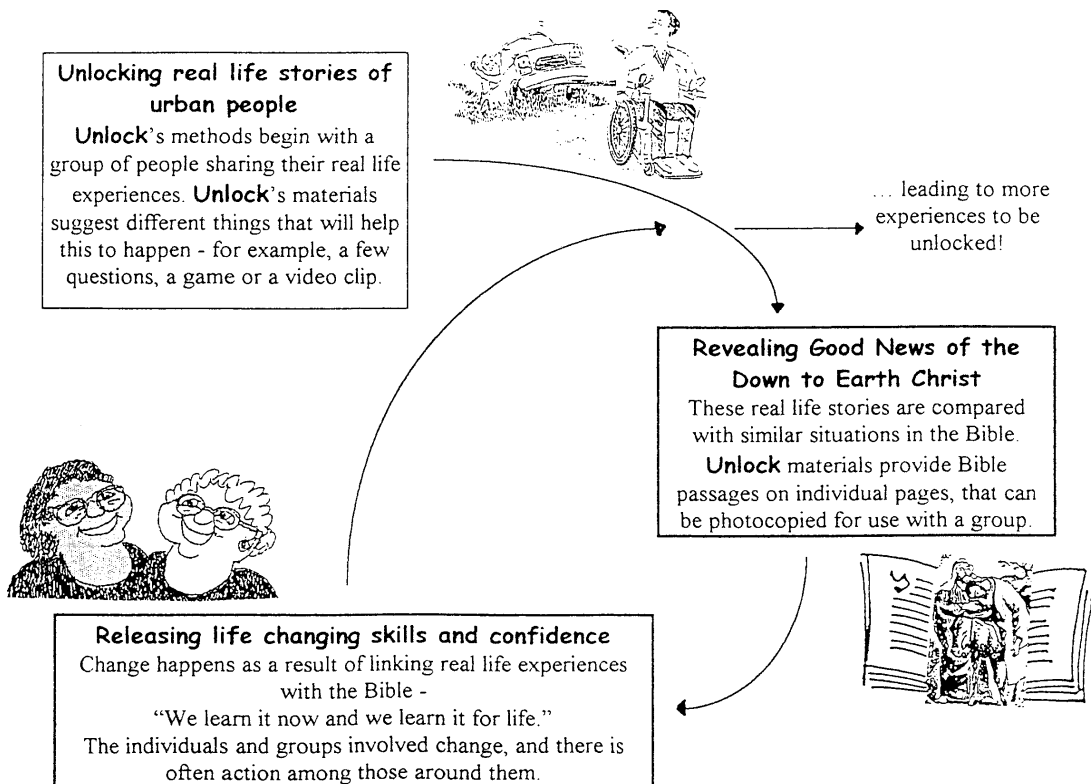 Unlocking real life stories of
urban people
Unlock's methods begin with a
group of people sharing their real life
experiences. Unlock's materials
suggest different things that will help
this to happen - for example, a few
questions, a game or a video clip.
... leading to more
experiences to be
unlocked!
Revealing Good News of the
Down to Earth Christ
These real life stories are compared
with similar situations in the Bible.
Unlock materials provide Bible
passages on individual pages, that can
be photocopied for use with a group.
Releasing life changing skills and confidence
Change happens as a result of linking real life experiences
with the Bible -
“We learn it now and we learn it for life.”
The individuals and groups involved change, and there is
often action among those around them.